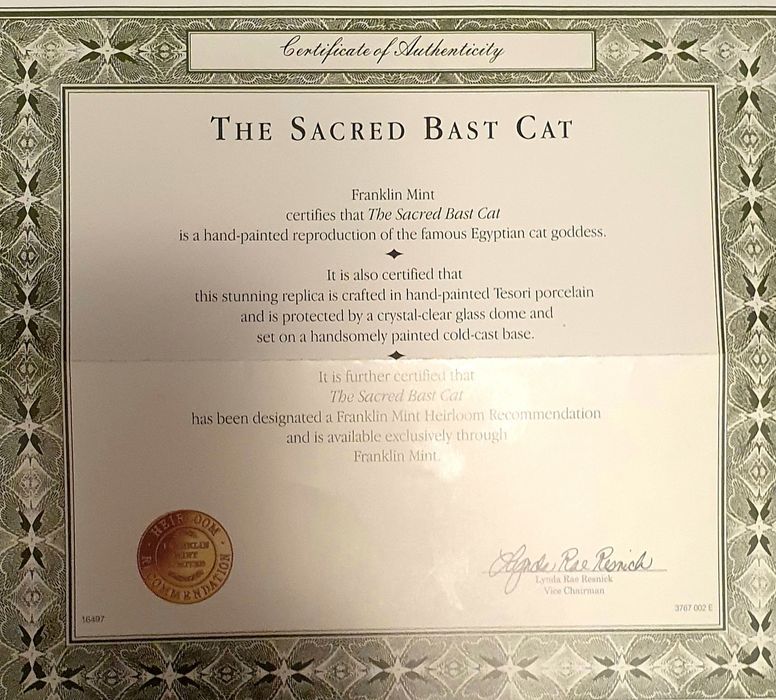 Certificate of Authenticity
THE SACRED BAST CAT
Franklin Mint
certifies that The Sacred Bast Cat
is a hand-painted reproduction of the famous Egyptian cat goddess.
It is also certified that
this stunning replica is crafted in hand-painted Tesori porcelain
and is protected by a crystal-clear glass dome and
set on a handsomely painted cold-cast base.
It is further certified that
The Sacred Bast Cat
has been designated a Franklin Mint Heirloom Recommendation
and is available exclusively through
Franklin Mint.
HEIRLOOM
FRANKLIN
MINT
RECOMMENDATION
Lynda Rae Resnick
Lynda Rae Resnick
Vice Chairman
16497
3767 002 E